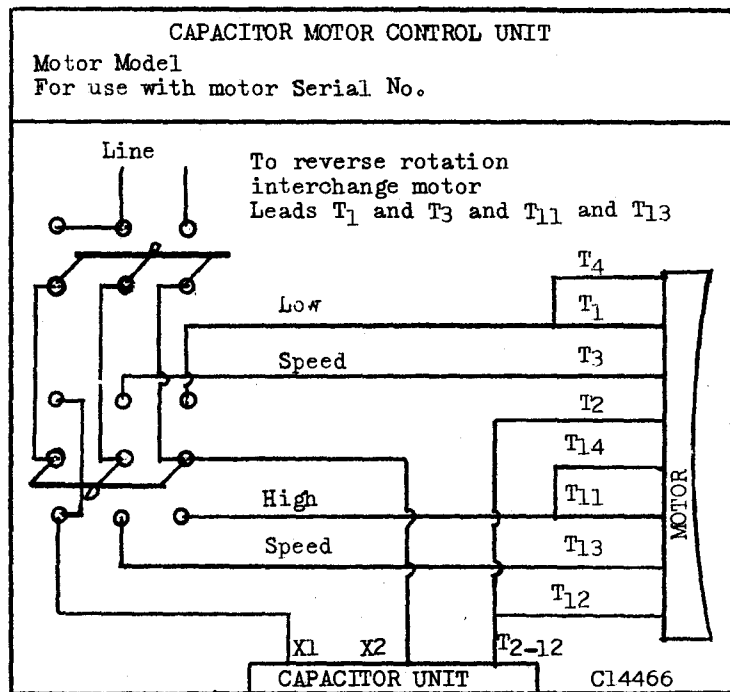 CAPACITOR MOTOR CONTROL UNIT
Motor Model
For use with motor Serial No.
Line
To reverse rotation
interchange motor
Leads T1 and T3 and T11 and T13
T4
Low
T1
Speed
T3
T2
T14
High
T11
MOTOR
Speed
T13
T12
X1 X2 T2-12
CAPACITOR UNIT C14466